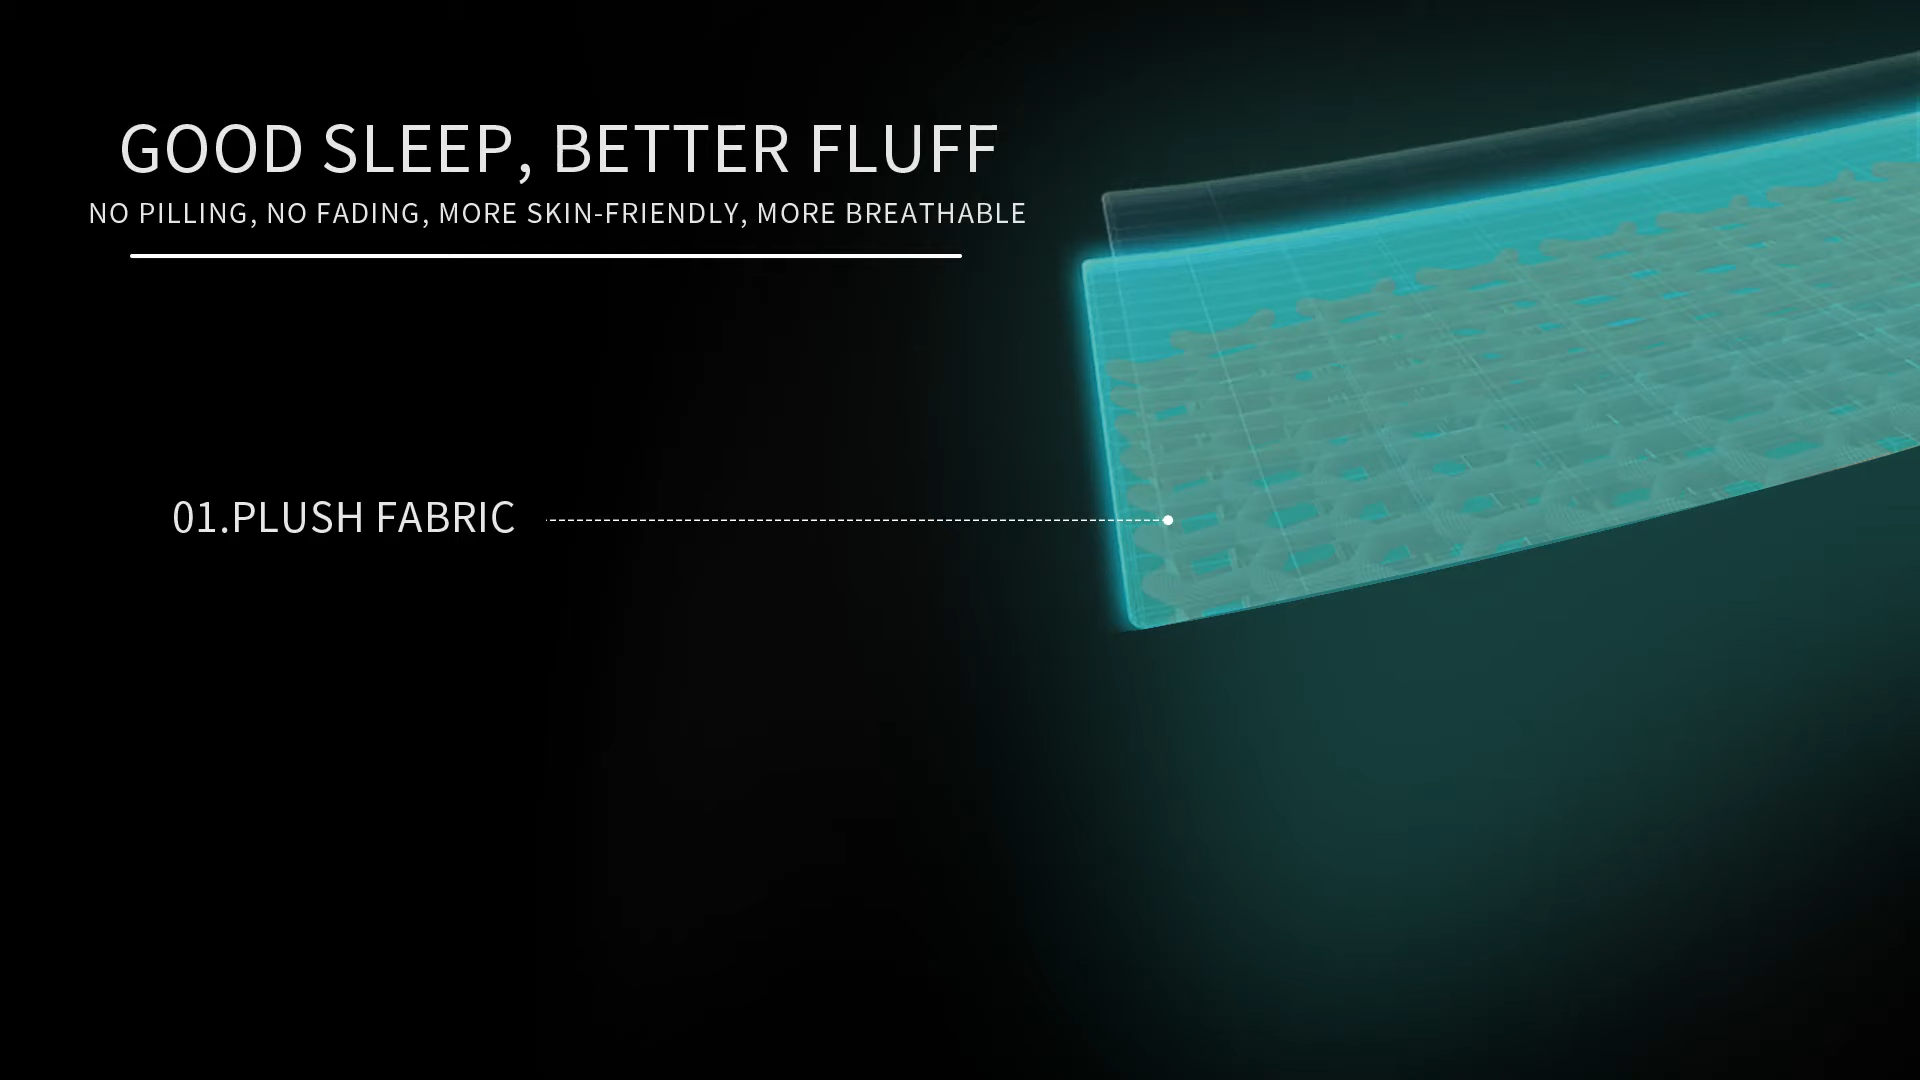 GOOD SLEEP, BETTER FLUFF
NO PILLING, NO FADING, MORE SKIN-FRIENDLY, MORE BREATHABLE
01.PLUSH FABRIC